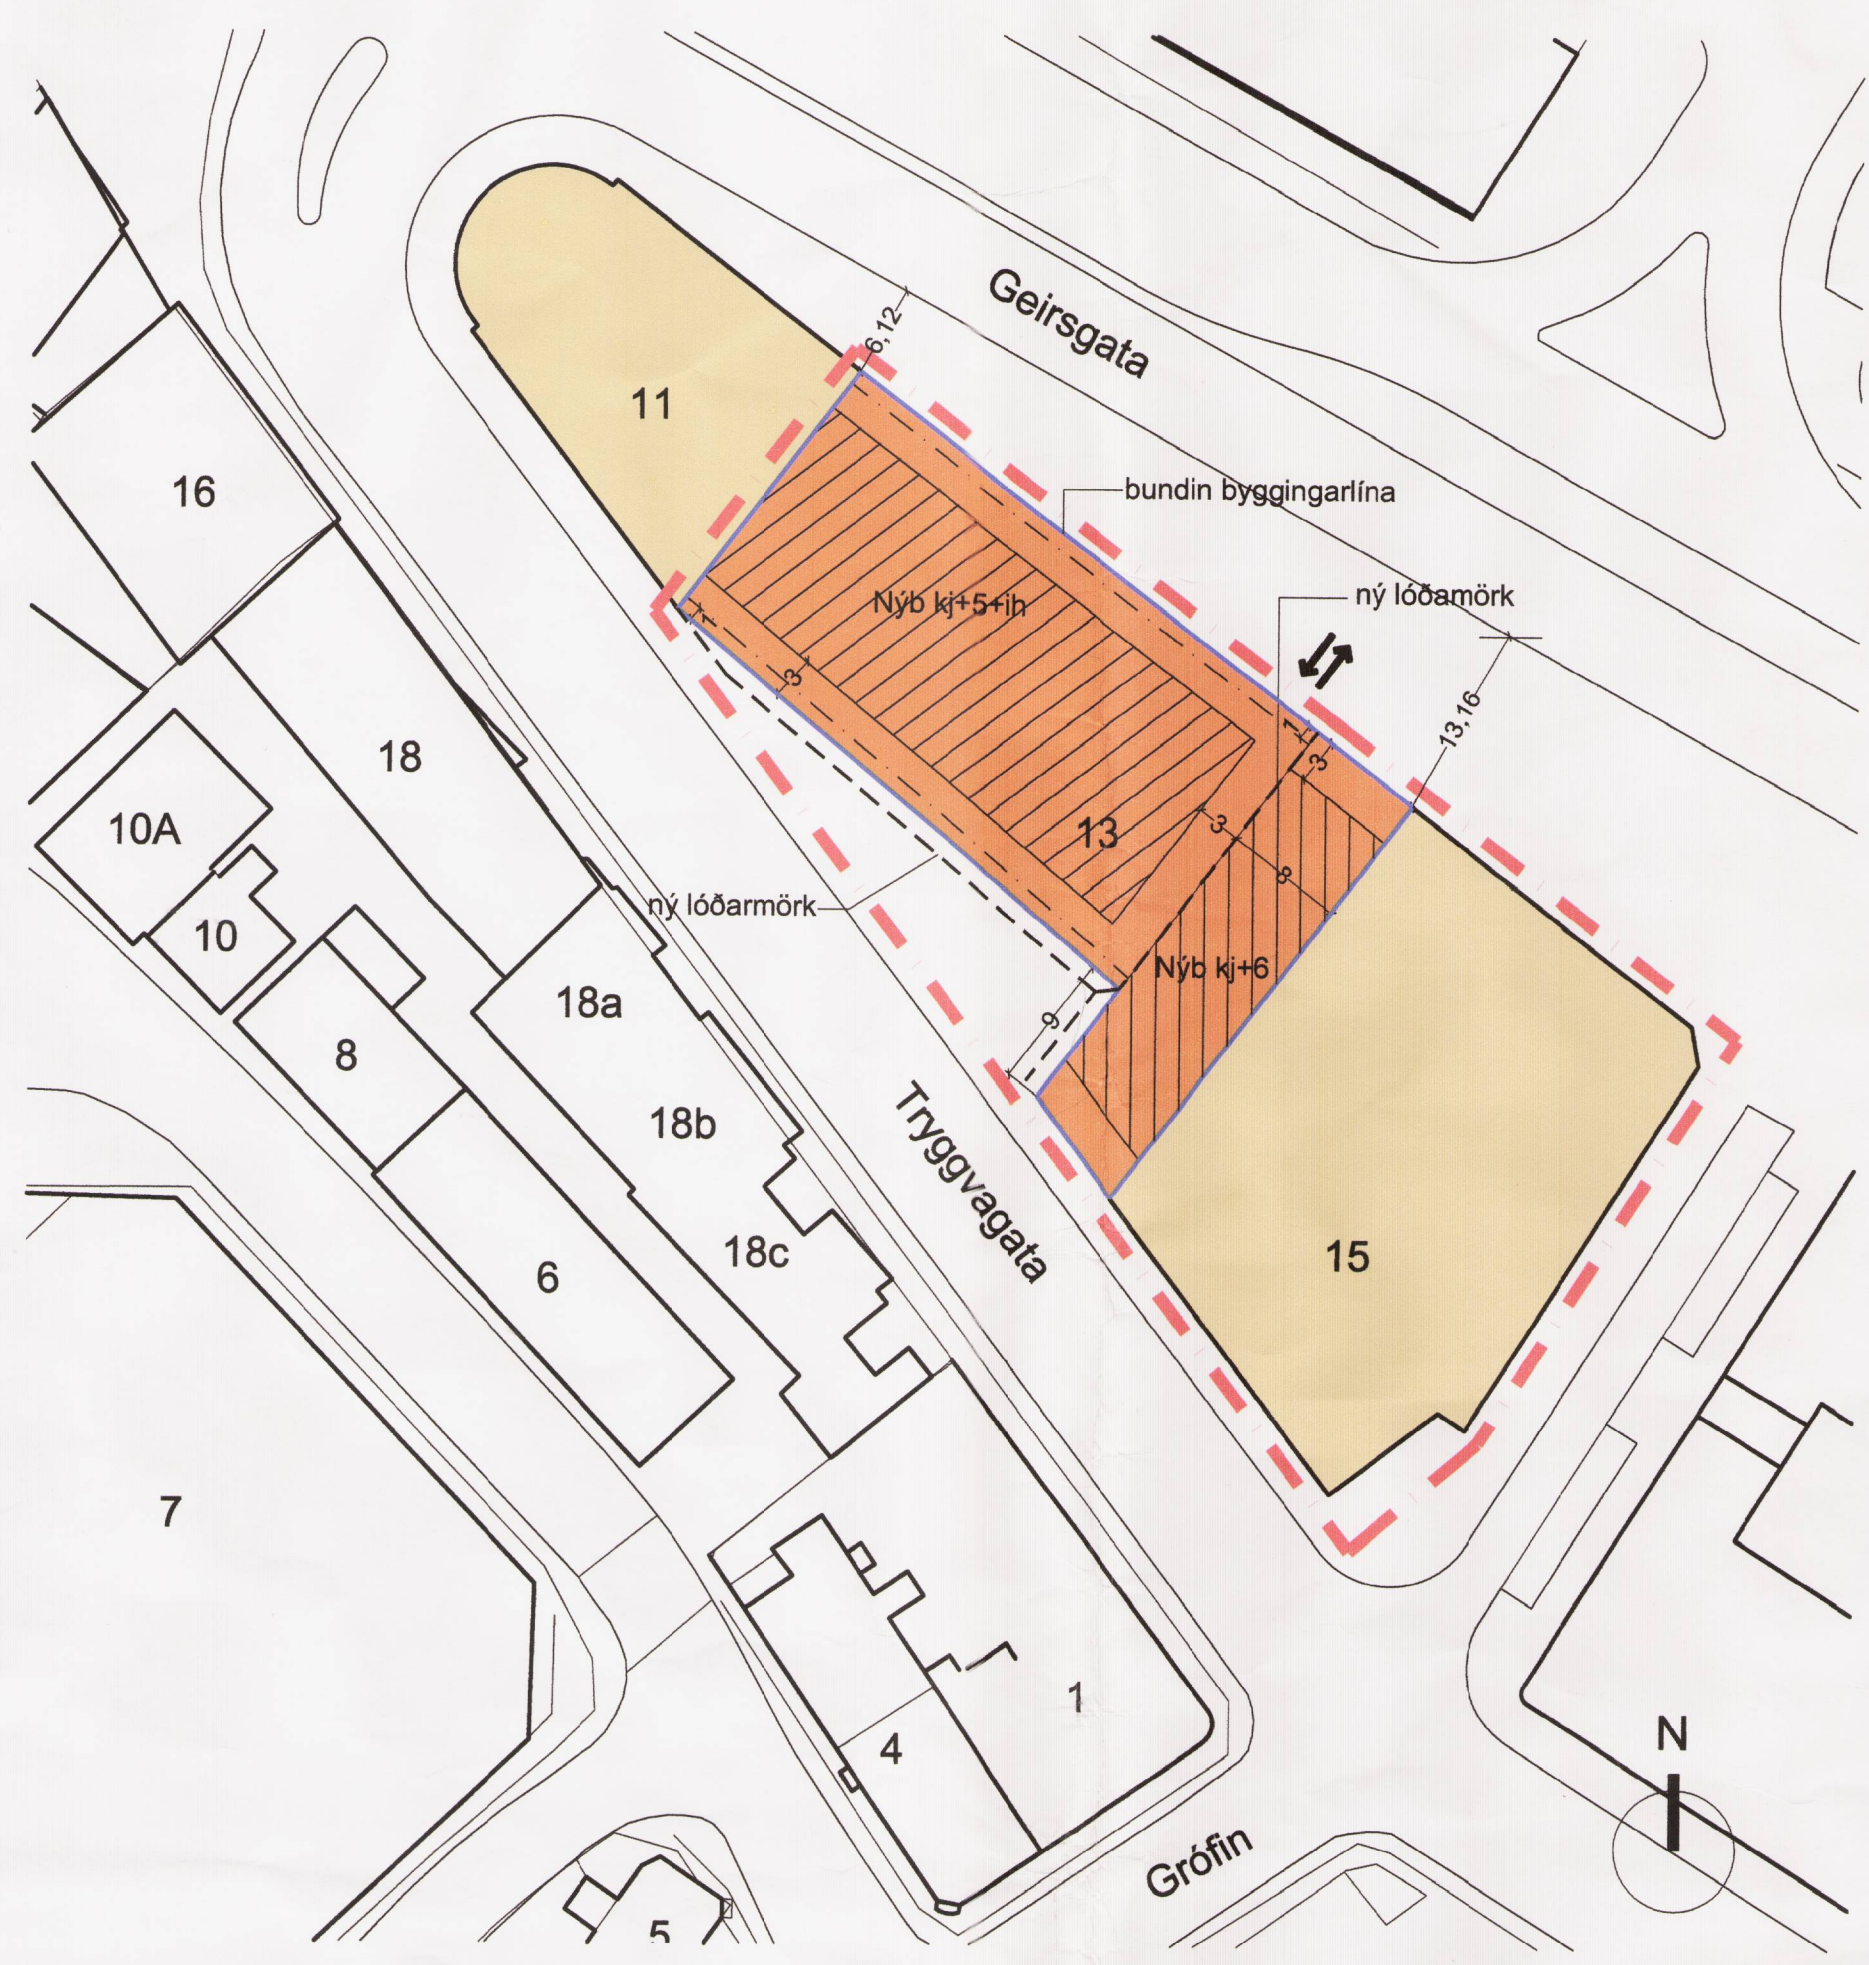 Geirsgata
6,12
11
bundin byggingarlína
16
ný lóðamörk
Nýb kj+5+ih
1
3
13,16
1
3
18
13
3
8
10A
ný lóðarmörk
10
Nýb kj+6
18a
9
8
18b
Tryggvagata
18c
15
6
7
1
N
4
Grófin
5